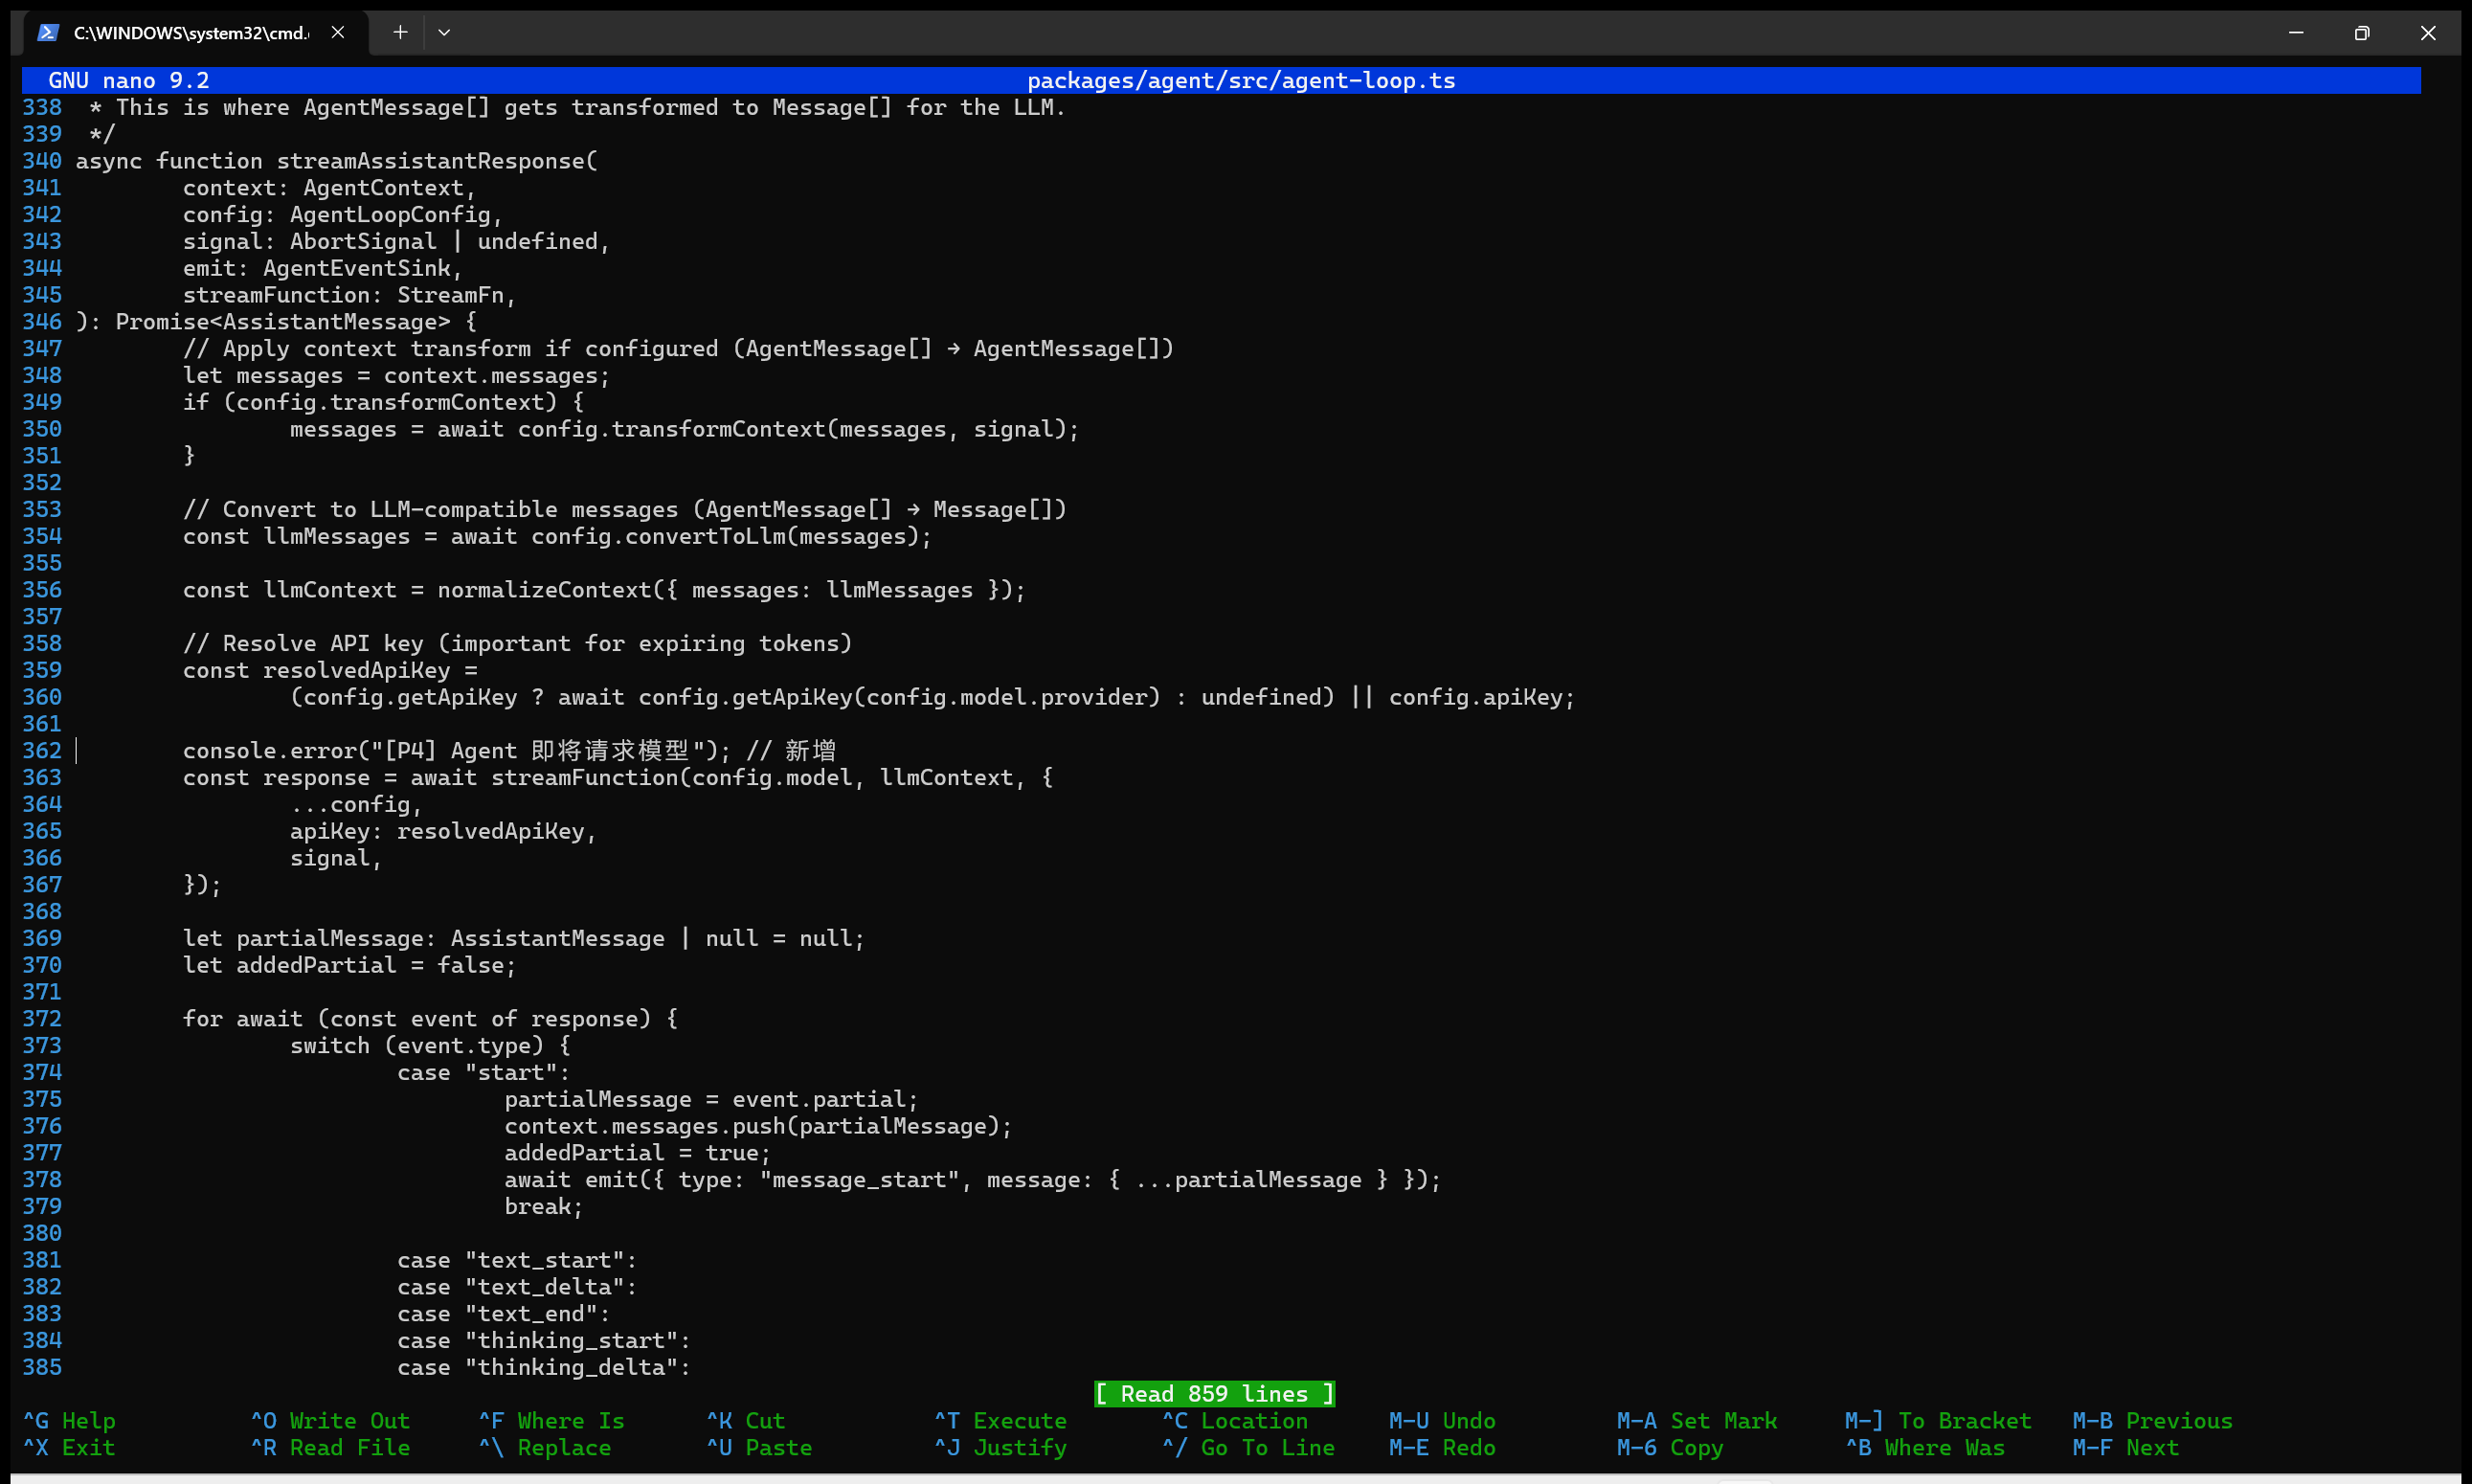 C:\WINDOWS\system32\cmd.
GNU nano 9.2 packages/agent/src/agent-loop.ts
338  * This is where AgentMessage[] gets transformed to Message[] for the LLM.
339  */
340 async function streamAssistantResponse(
341         context: AgentContext,
342         config: AgentLoopConfig,
343         signal: AbortSignal | undefined,
344         emit: AgentEventSink,
345         streamFunction: StreamFn,
346 ): Promise<AssistantMessage> {
347         // Apply context transform if configured (AgentMessage[] → AgentMessage[])
348         let messages = context.messages;
349         if (config.transformContext) {
350                 messages = await config.transformContext(messages, signal);
351         }
352
353         // Convert to LLM-compatible messages (AgentMessage[] → Message[])
354         const llmMessages = await config.convertToLlm(messages);
355
356         const llmContext = normalizeContext({ messages: llmMessages });
357
358         // Resolve API key (important for expiring tokens)
359         const resolvedApiKey =
360                 (config.getApiKey ? await config.getApiKey(config.model.provider) : undefined) || config.apiKey;
361
362         console.error("[P4] Agent 即将请求模型"); // 新增
363         const response = await streamFunction(config.model, llmContext, {
364                 ...config,
365                 apiKey: resolvedApiKey,
366                 signal,
367         });
368
369         let partialMessage: AssistantMessage | null = null;
370         let addedPartial = false;
371
372         for await (const event of response) {
373                 switch (event.type) {
374                         case "start":
375                                 partialMessage = event.partial;
376                                 context.messages.push(partialMessage);
377                                 addedPartial = true;
378                                 await emit({ type: "message_start", message: { ...partialMessage } });
379                                 break;
380
381                         case "text_start":
382                         case "text_delta":
383                         case "text_end":
384                         case "thinking_start":
385                         case "thinking_delta":
[ Read 859 lines ]
^G Help ^O Write Out ^F Where Is ^K Cut ^T Execute ^C Location M-U Undo M-A Set Mark M-] To Bracket M-B Previous
^X Exit ^R Read File ^\ Replace ^U Paste ^J Justify ^/ Go To Line M-E Redo M-6 Copy ^B Where Was M-F Next